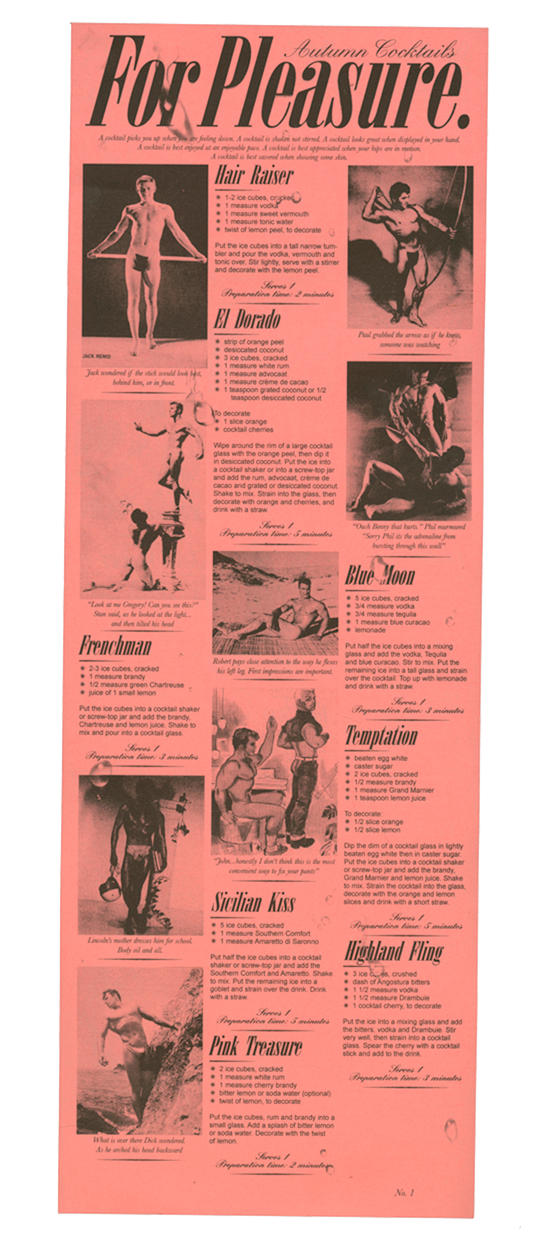 Autumn Cocktails
For Pleasure.
A cocktail picks you up when you are feeling down. A cocktail is shaken not stirred. A cocktail looks great when displayed in your hand.
A cocktail is best enjoyed at an enjoyable pace. A cocktail is best appreciated when your hips are in motion.
A cocktail is best savored when showing some skin.
JACK REMID
Jack wondered if the stick would look best,
behind him, or in front.
"Look at me Gregory! Can you see this?"
Stan said, as he looked at the light...
and then tilted his head
Frenchman
2-3 ice cubes, cracked
1 measure brandy
1/2 measure green Chartreuse
juice of 1 small lemon
Put the ice cubes into a cocktail shaker
or screw-top jar and add the brandy,
Chartreuse and lemon juice. Shake to
mix and pour into a cocktail glass.
Serves 1
Preparation time: 3 minutes
Lincoln's mother dresses him for school.
Body oil and all.
What is over there Dick wondered.
As he arched his head backward
Hair Raiser
1-2 ice cubes, cracked
1 measure vodka
1 measure sweet vermouth
1 measure tonic water
twist of lemon peel, to decorate
Put the ice cubes into a tall narrow tum-
bler and pour the vodka, vermouth and
tonic over. Stir lightly, serve with a stirrer
and decorate with the lemon peel.
Serves 1
Preparation time: 2 minutes
El Dorado
strip of orange peel
desiccated coconut
3 ice cubes, cracked
1 measure white rum
1 measure advocaat
1 measure crème de cacao
1 teaspoon grated coconut or 1/2
teaspoon desiccated coconut
To decorate
1 slice orange
cocktail cherries
Wipe around the rim of a large cocktail
glass with the orange peel, then dip it
in desiccated coconut. Put the ice into
a cocktail shaker or into a screw-top jar
and add the rum, advocaat, crème de
cacao and grated or desiccated coconut.
Shake to mix. Strain into the glass, then
decorate with orange and cherries, and
drink with a straw.
Serves 1
Preparation time: 5 minutes
Robert pays close attention to the way he flexes
his left leg. First impressions are important.
"John...honestly I don't think this is the most
convenient way to fix your pants"
Sicilian Kiss
5 ice cubes, cracked
1 measure Southern Comfort
1 measure Amaretto di Saronno
Put half the ice cubes into a cocktail
shaker or screw-top jar and add the
Southern Comfort and Amaretto. Shake
to mix. Put the remaining ice into a
goblet and strain over the drink. Drink
with a straw.
Serves 1
Preparation time: 5 minutes
Pink Treasure
2 ice cubes, cracked
1 measure white rum
1 measure cherry brandy
bitter lemon or soda water (optional)
twist of lemon, to decorate
Put the ice cubes, rum and brandy into a
small glass. Add a splash of bitter lemon
or soda water. Decorate with the twist
of lemon.
Serves 1
Preparation time: 2 minutes
Paul grabbed the arrow as if he knew,
someone was watching
"Ouch Benny that hurts." Phil murmured
"Sorry Phil its the adrenaline from
bursting through this wall"
Blue Moon
5 ice cubes, cracked
3/4 measure vodka
3/4 measure tequila
1 measure blue curacao
lemonade
Put half the ice cubes into a mixing
glass and add the vodka, Tequila
and blue curacao. Stir to mix. Put the
remaining ice into a tall glass and strain
over the cocktail. Top up with lemonade
and drink with a straw.
Serves 1
Preparation time: 3 minutes
Temptation
beaten egg white
caster sugar
2 ice cubes, cracked
1/2 measure brandy
1 measure Grand Marnier
1 teaspoon lemon juice
To decorate:
1/2 slice orange
1/2 slice lemon
Dip the dim of a cocktail glass in lightly
beaten egg white then in caster sugar.
Put the ice cubes into a cocktail shaker
or screw-top jar and add the brandy,
Grand Marnier and lemon juice. Shake
to mix. Strain the cocktail into the glass,
decorate with the orange and lemon
slices and drink with a short straw.
Serves 1
Preparation time: 5 minutes
Highland Fling
3 ice cubes, crushed
dash of Angostura bitters
1 1/2 measure vodka
1 1/2 measure Drambuie
1 cocktail cherry, to decorate
Put the ice into a mixing glass and add
the bitters, vodka and Drambuie. Stir
very well, then strain into a cocktail
glass. Spear the cherry with a cocktail
stick and add to the drink.
Serves 1
Preparation time: 3 minutes
No. 1